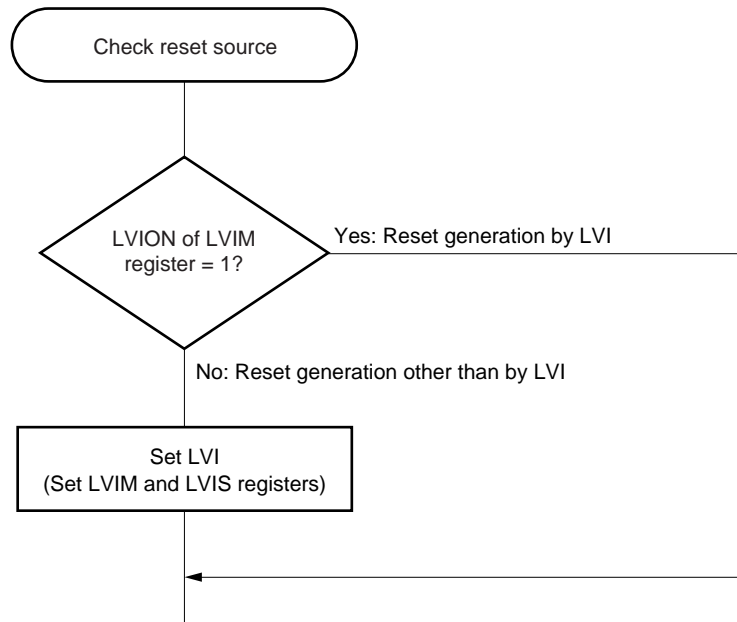 Check reset source
LVION of LVIM
register = 1?
Yes: Reset generation by LVI
No: Reset generation other than by LVI
Set LVI
(Set LVIM and LVIS registers)